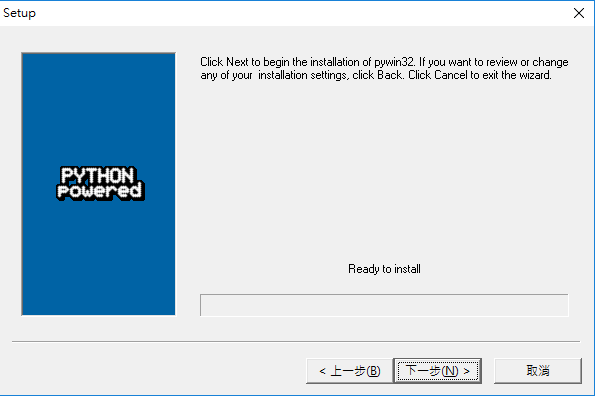 Setup
Click Next to begin the installation of pywin32. If you want to review or change
any of your  installation settings, click Back. Click Cancel to exit the wizard.
PYTHON
powered
Ready to install
< 上一步(B)
下一步(N) >
取消